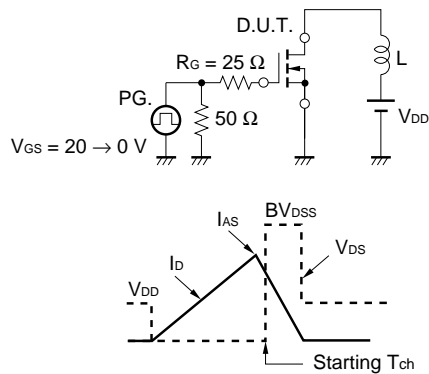 D.U.T.
RG = 25 Ω
L
PG.
50 Ω
VDD
VGS = 20 → 0 V
BVDSS
IAS
ID
VDS
VDD
Starting Tch